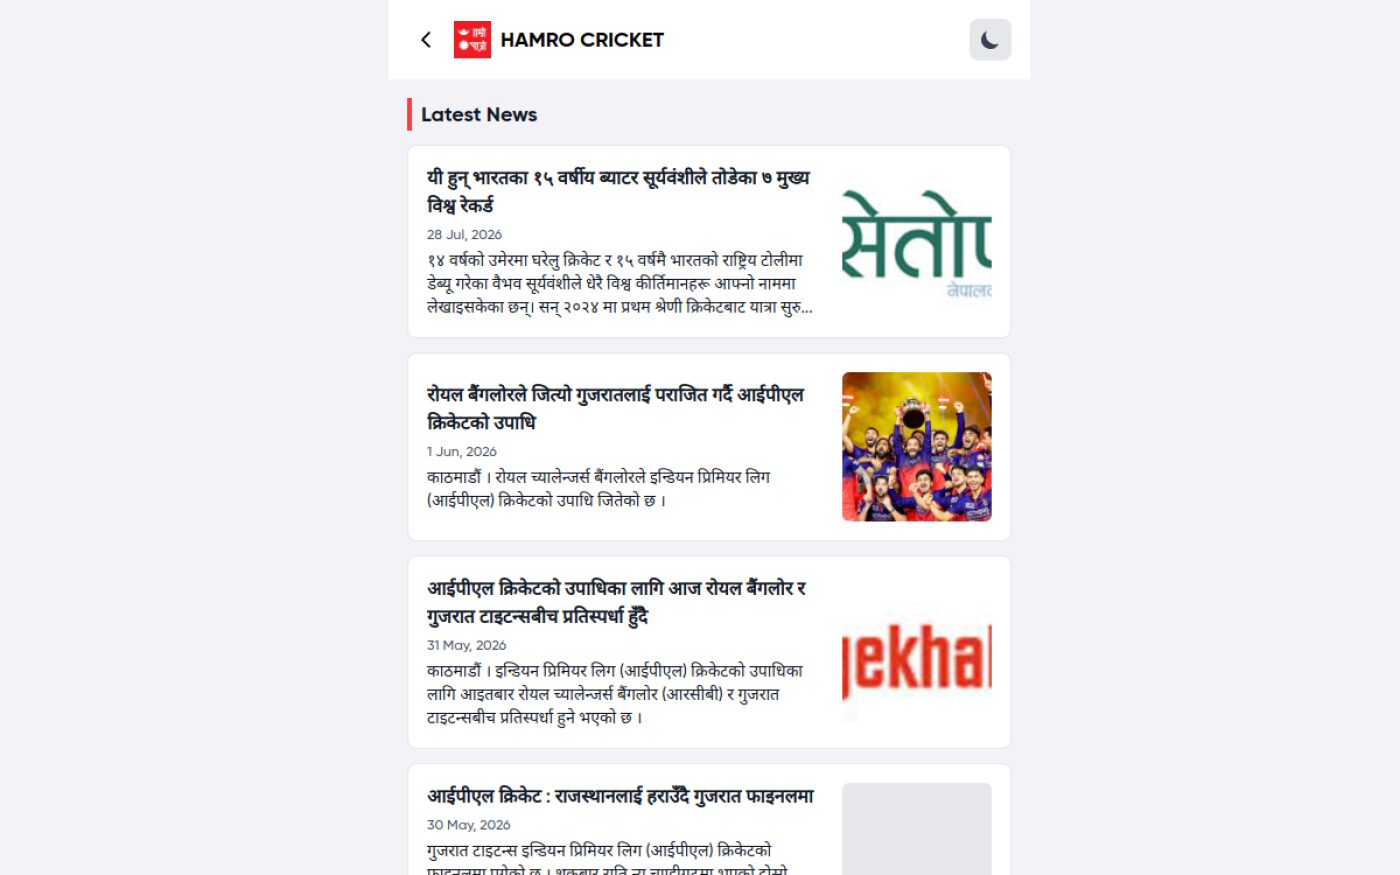 हाम्रो
पात्रो
HAMRO CRICKET
Latest News
यी हुन् भारतका १५ वर्षीय ब्याटर सूर्यवंशीले तोडेका ७ मुख्य
विश्व रेकर्ड
28 Jul, 2026
१४ वर्षको उमेरमा घरेलु क्रिकेट र १५ वर्षमै भारतको राष्ट्रिय टोलीमा
डेब्यू गरेका वैभव सूर्यवंशीले धेरै विश्व कीर्तिमानहरू आफ्नो नाममा
लेखाइसकेका छन्। सन् २०२४ मा प्रथम श्रेणी क्रिकेटबाट यात्रा सुरु...
सेतोप
नेपालक
रोयल बैंगलोरले जित्यो गुजरातलाई पराजित गर्दै आईपीएल
क्रिकेटको उपाधि
1 Jun, 2026
काठमाडौं । रोयल च्यालेन्जर्स बैंगलोरले इन्डियन प्रिमियर लिग
(आईपीएल) क्रिकेटको उपाधि जितेको छ ।
आईपीएल क्रिकेटको उपाधिका लागि आज रोयल बैंगलोर र
गुजरात टाइटन्सबीच प्रतिस्पर्धा हुँदै
31 May, 2026
काठमाडौं । इन्डियन प्रिमियर लिग (आईपीएल) क्रिकेटको उपाधिका
लागि आइतबार रोयल च्यालेन्जर्स बैंगलोर (आरसीबी) र गुजरात
टाइटन्सबीच प्रतिस्पर्धा हुने भएको छ ।
jekhal
आईपीएल क्रिकेट : राजस्थानलाई हराउँदै गुजरात फाइनलमा
30 May, 2026
गुजरात टाइटन्स इन्डियन प्रिमियर लिग (आईपीएल) क्रिकेटको